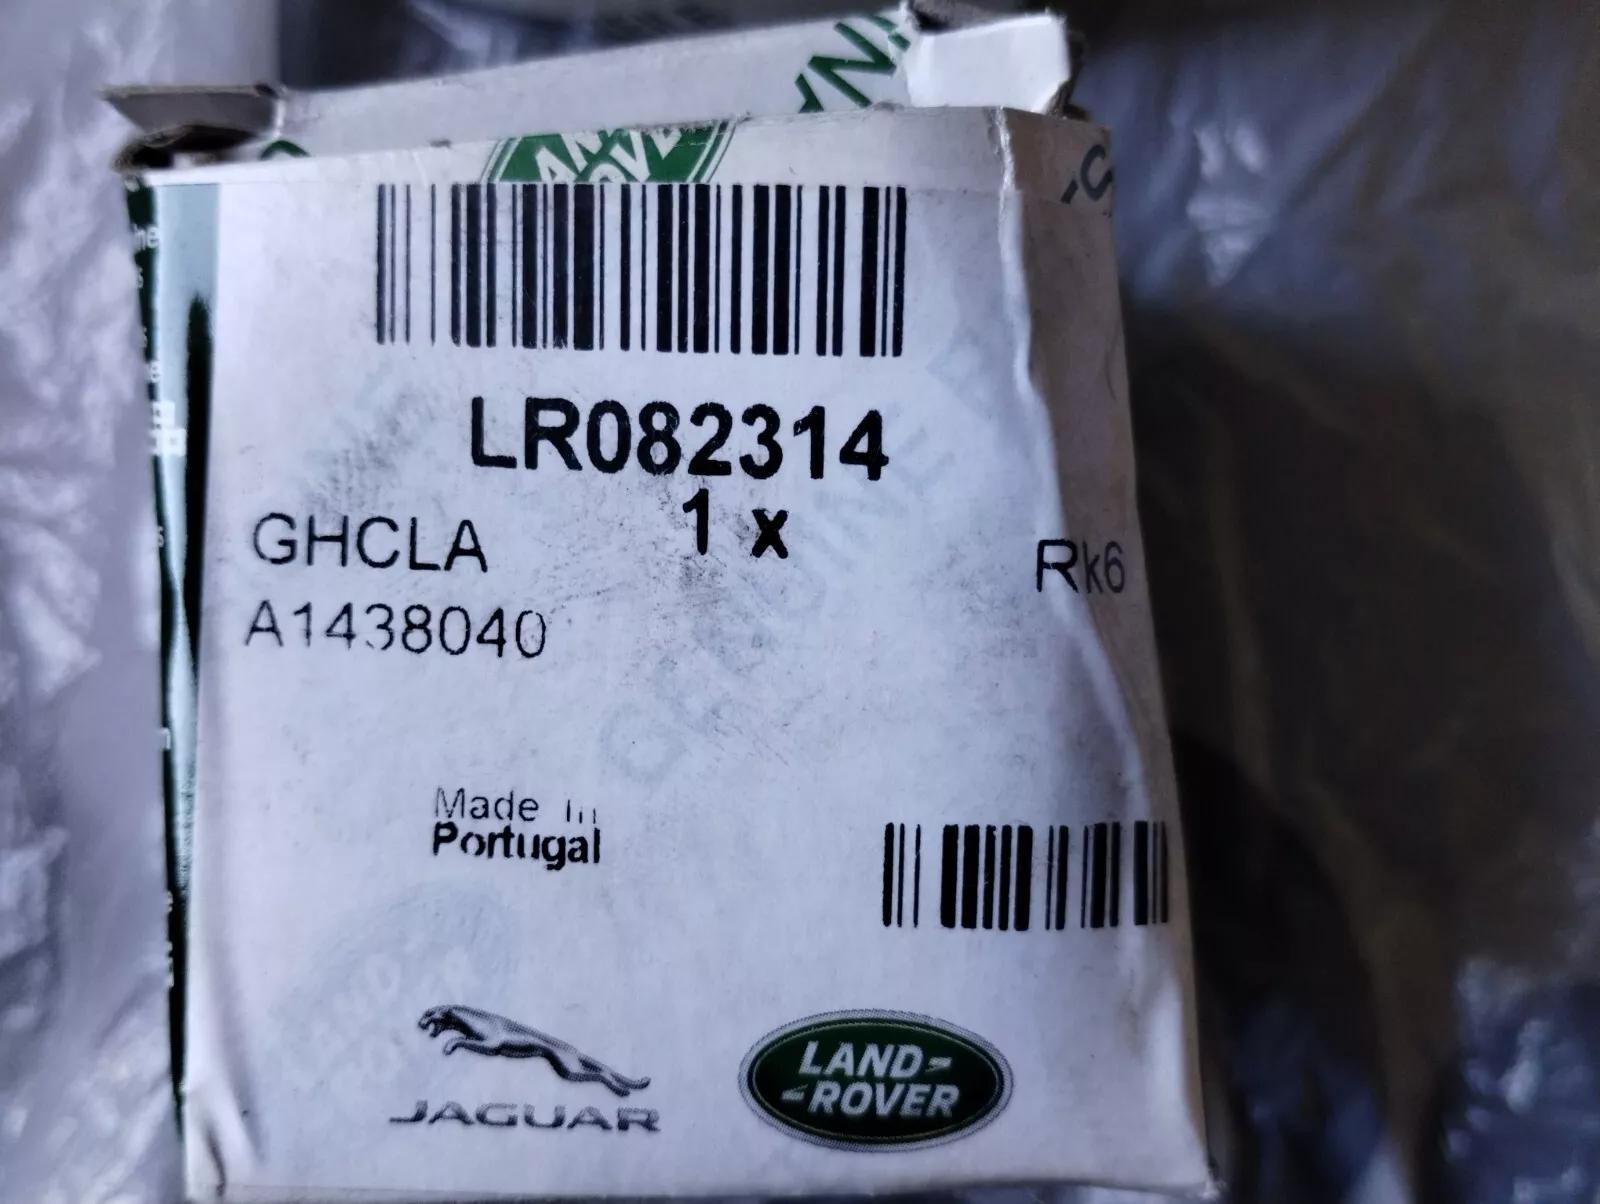 LR082314
1 x
GHCLA
Rk6
A1438040
Made in
Portugal
JAGUAR
LAND-
-ROVER